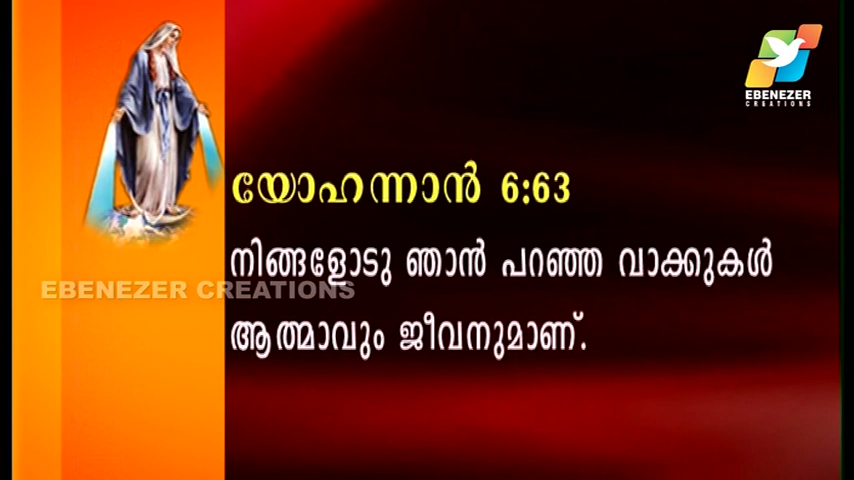 EBENEZER
CREATIONS
യോഹന്നാൻ 6:63
നിങ്ങളോടു ഞാൻ പറഞ്ഞ വാക്കുകൾ
EBENEZER CREATIONS
ആത്മാവും ജീവനുമാണ്.